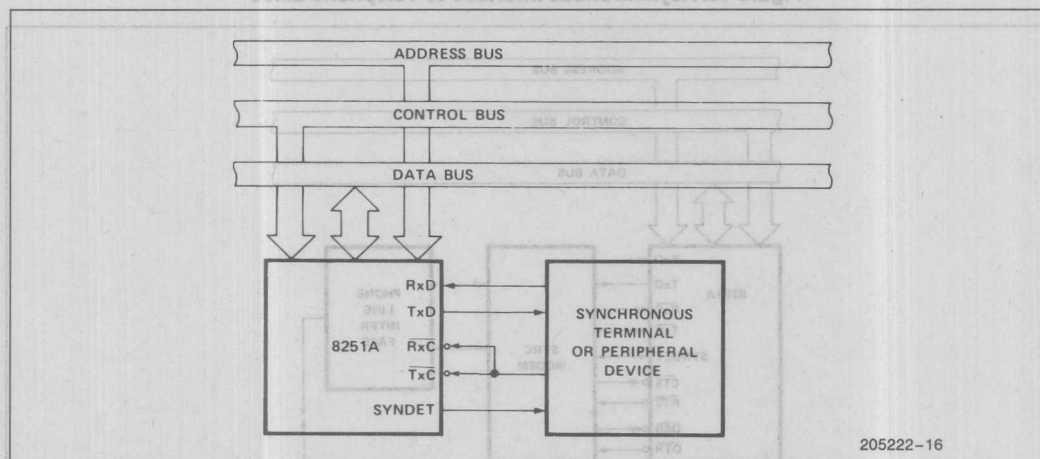 ADDRESS BUS
CONTROL BUS
DATA BUS
RxD
TxD
8251A
RxC
TxC
SYNDET
SYNCHRONOUS
TERMINAL
OR PERIPHERAL
DEVICE
205222-16